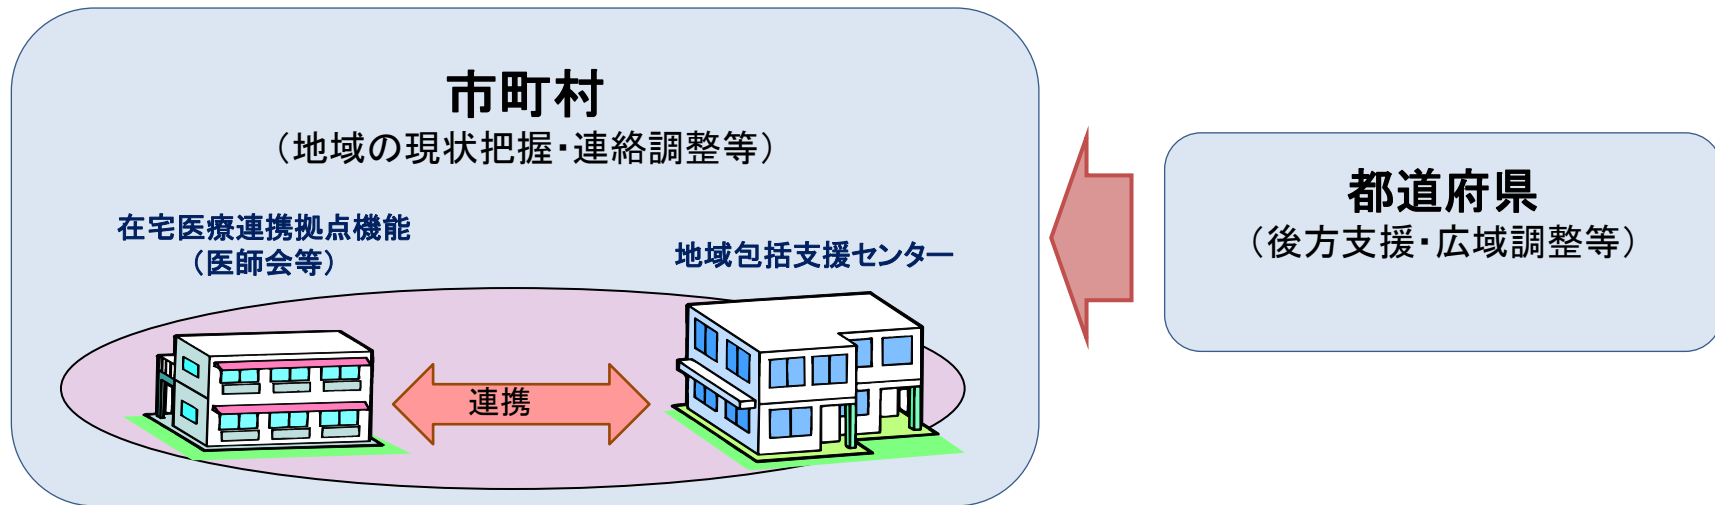 市町村
（地域の現状把握・連絡調整等）
在宅医療連携拠点機能
（医師会等）
地域包括支援センター
連携
都道府県
（後方支援・広域調整等）